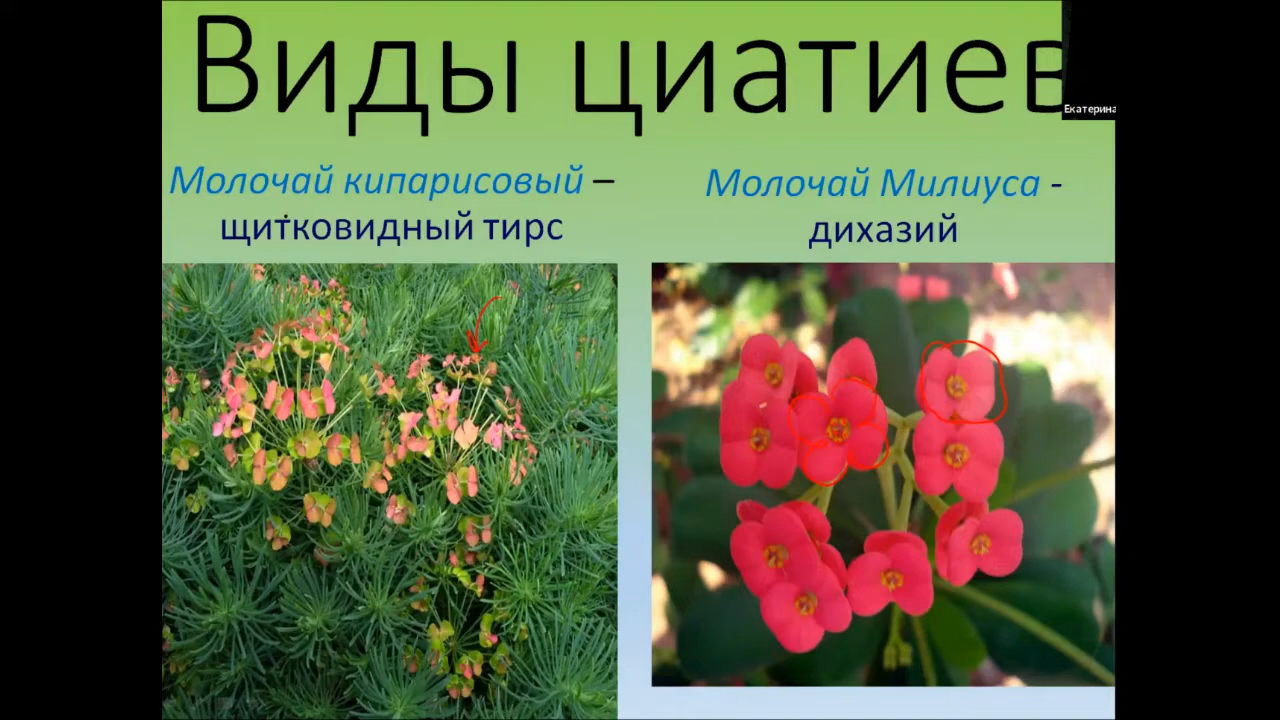 Виды циатиев
Екатерина
Молочай кипарисовый –
щитковидный тирс
Молочай Милиуса -
дихазий